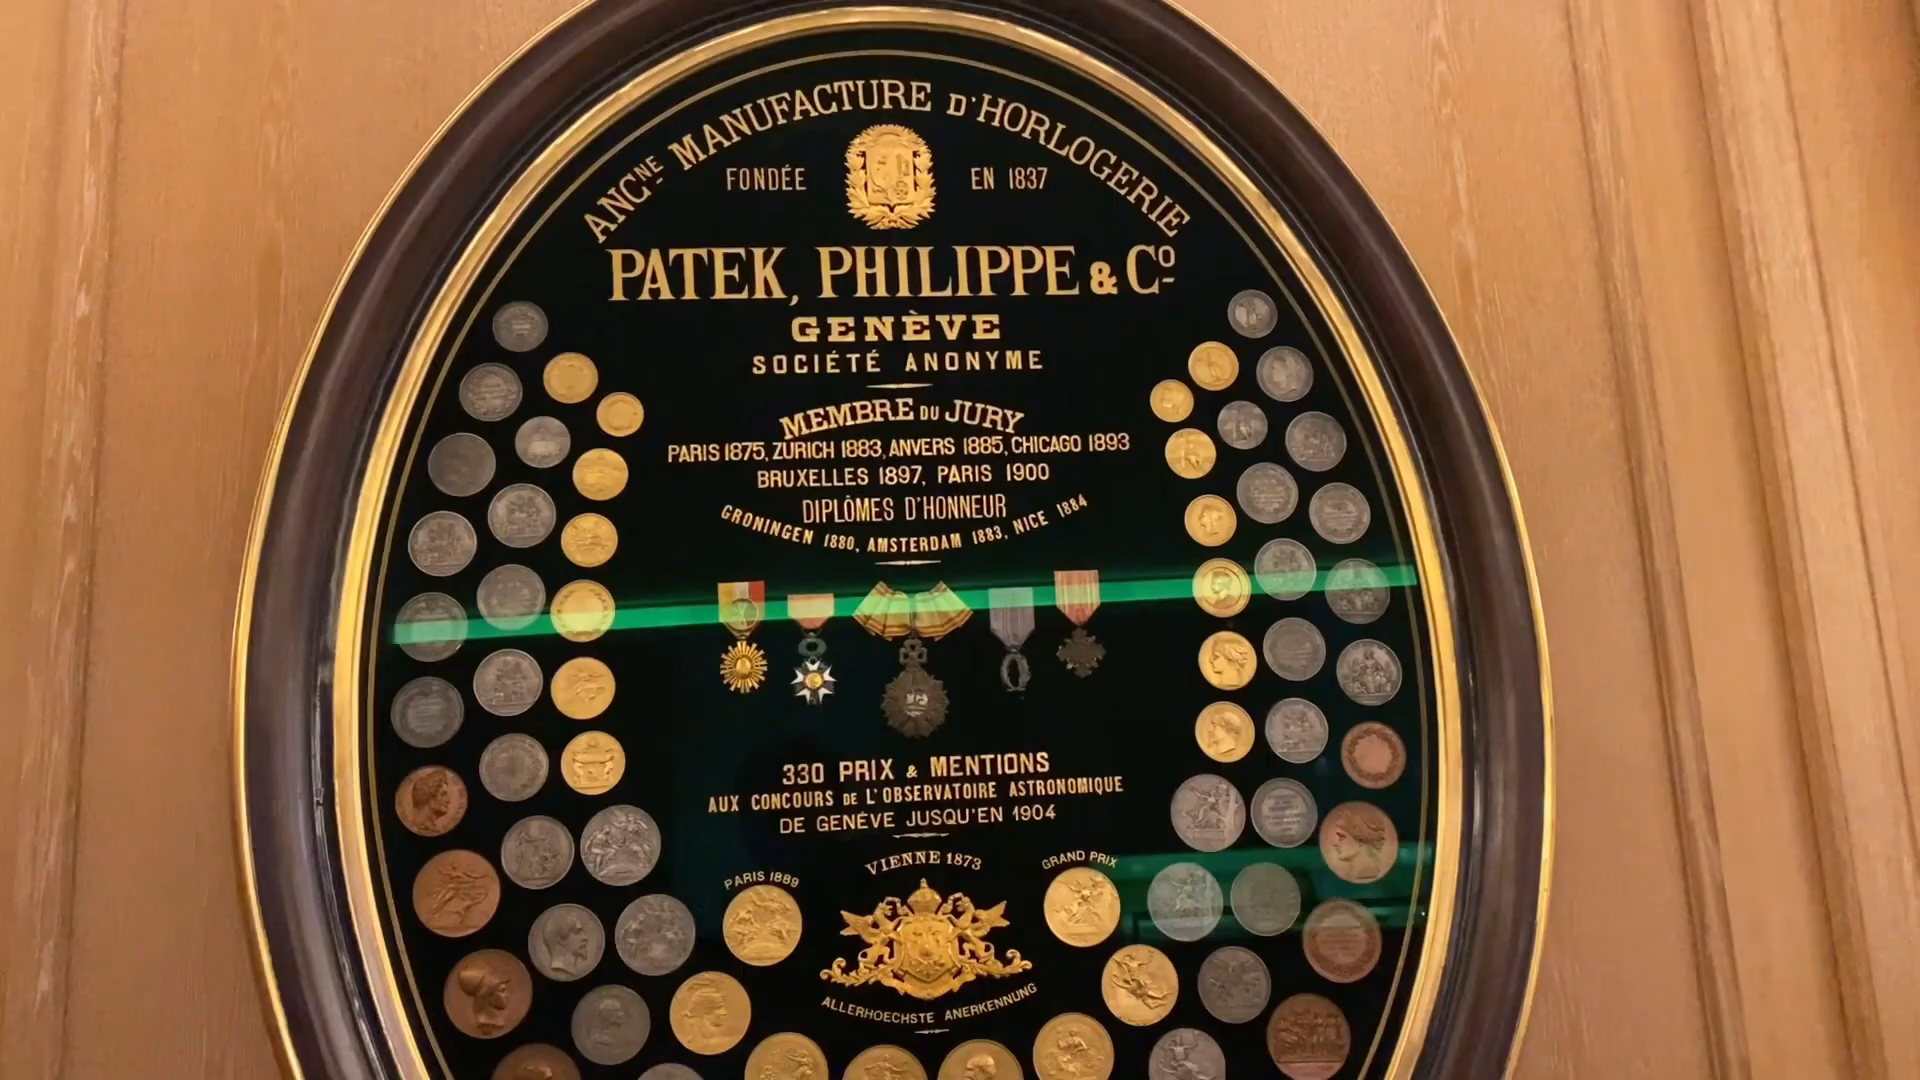 ANCNE MANUFACTURE D'HORLOGERIE
FONDÉE EN 1837
PATEK, PHILIPPE & Co
GENÈVE
SOCIÉTÉ ANONYME
MEMBRE DU JURY
PARIS 1875, ZURICH 1883, ANVERS 1885, CHICAGO 1893
BRUXELLES 1897, PARIS 1900
DIPLÔMES D'HONNEUR
GRONINGEN 1880, AMSTERDAM 1883, NICE 1884
330 PRIX & MENTIONS
AUX CONCOURS DE L'OBSERVATOIRE ASTRONOMIQUE
DE GENÈVE JUSQU'EN 1904
VIENNE 1873
PARIS 1889
GRAND PRIX
ALLERHOECHSTE ANERKENNUNG